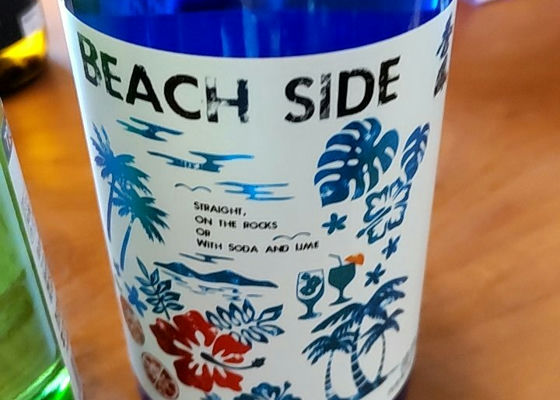 BEACH SIDE
STRAIGHT,
ON THE ROCKS
OR
WITH SODA AND LIME